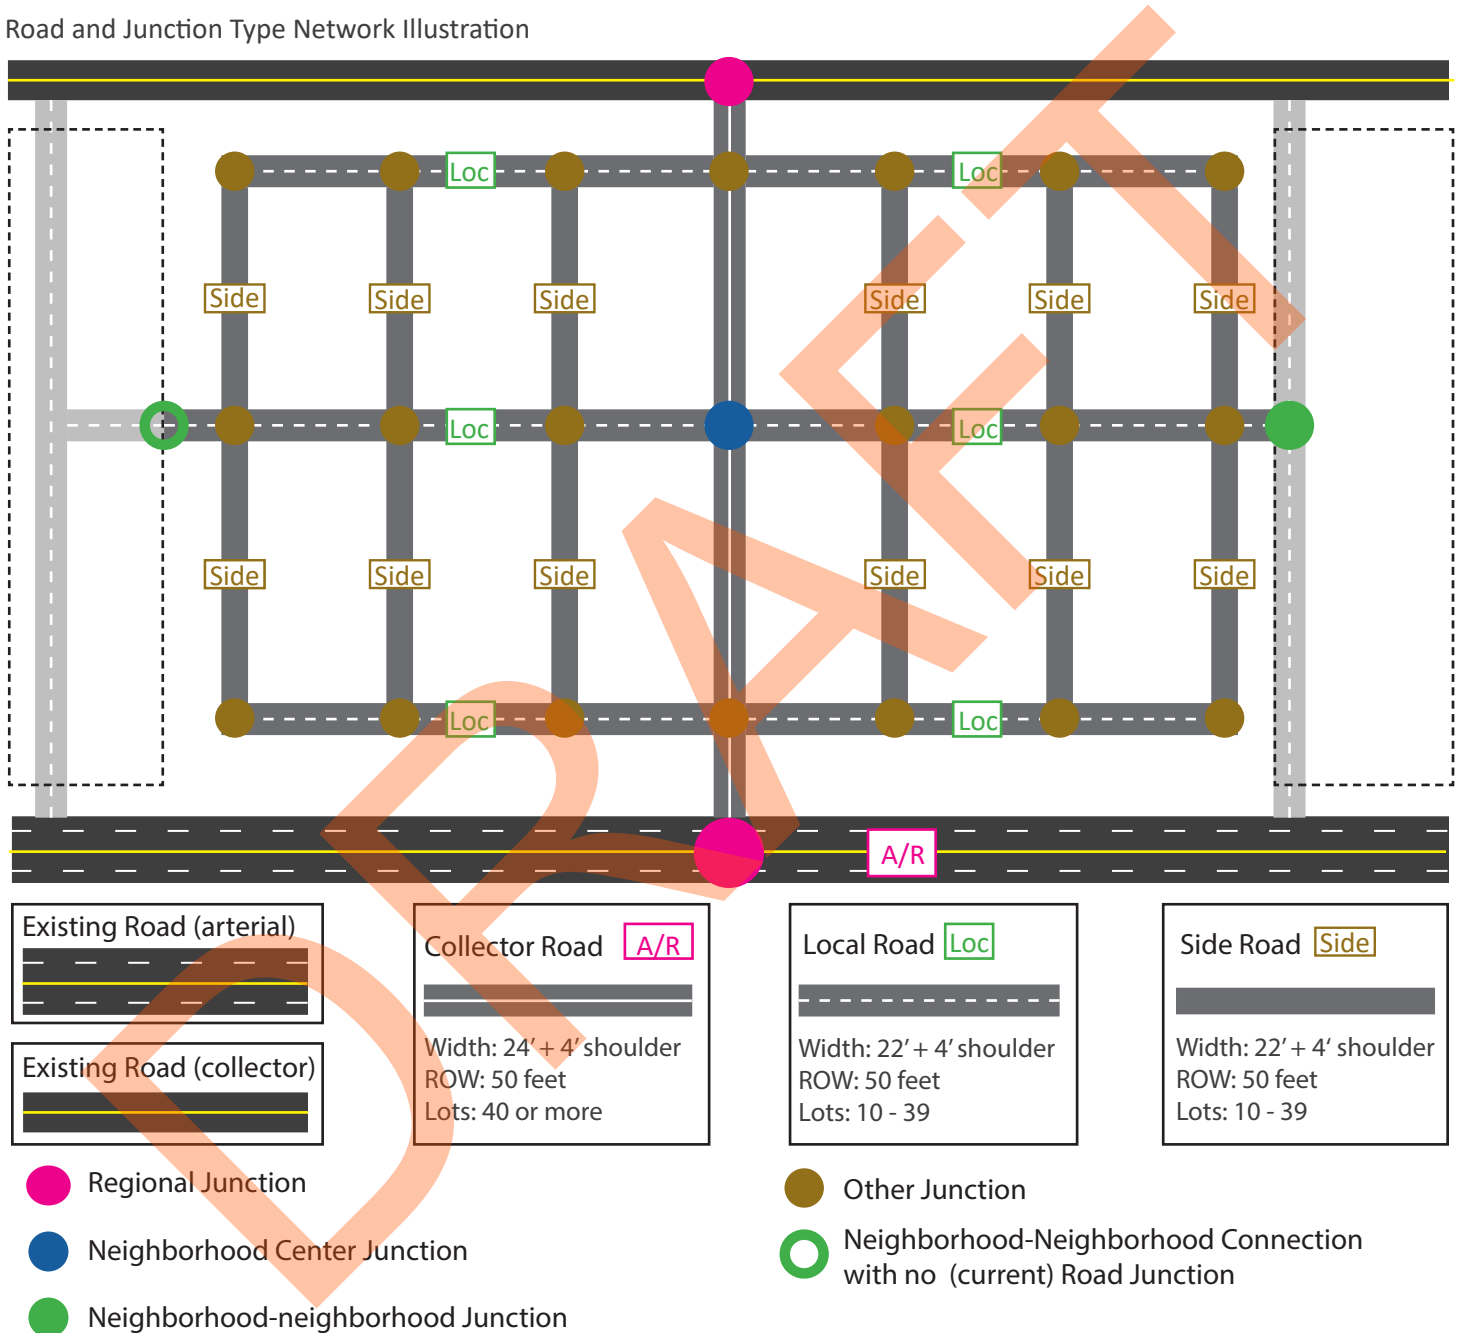 Road and Junction Type Network Illustration
Loc Loc
Side Side Side Side Side Side
Loc Loc
Side Side Side Side Side Side
Loc Loc
A/R
DRAFT
Existing Road (arterial)
Existing Road (collector)
Collector Road A/R
Width: 24' + 4' shoulder
ROW: 50 feet
Lots: 40 or more
Local Road Loc
Width: 22' + 4' shoulder
ROW: 50 feet
Lots: 10 - 39
Side Road Side
Width: 22' + 4' shoulder
ROW: 50 feet
Lots: 10 - 39
Regional Junction
Neighborhood Center Junction
Neighborhood-neighborhood Junction
Other Junction
Neighborhood-Neighborhood Connection
with no (current) Road Junction